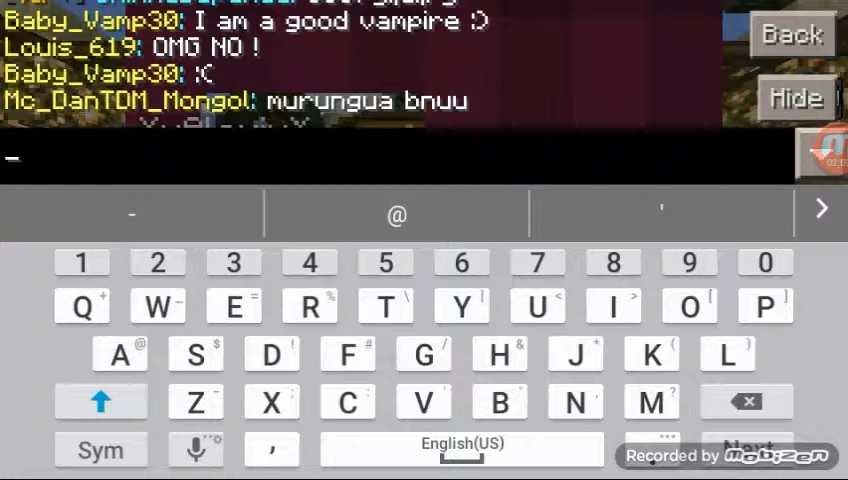 Baby_Vamp30: I am a good vampire :)
Back
Louis_619: OMG NO !
Baby_Vamp30: :C
Mc_DanTDM_Mongol: murungua bnuu
Hide
- @ '
1 2 3 4 5 6 7 8 9 0
Q W E R T Y U I O P
A S D F G H J K L
Z X C V B N M
Sym , English(US) Next
Recorded by mobizen